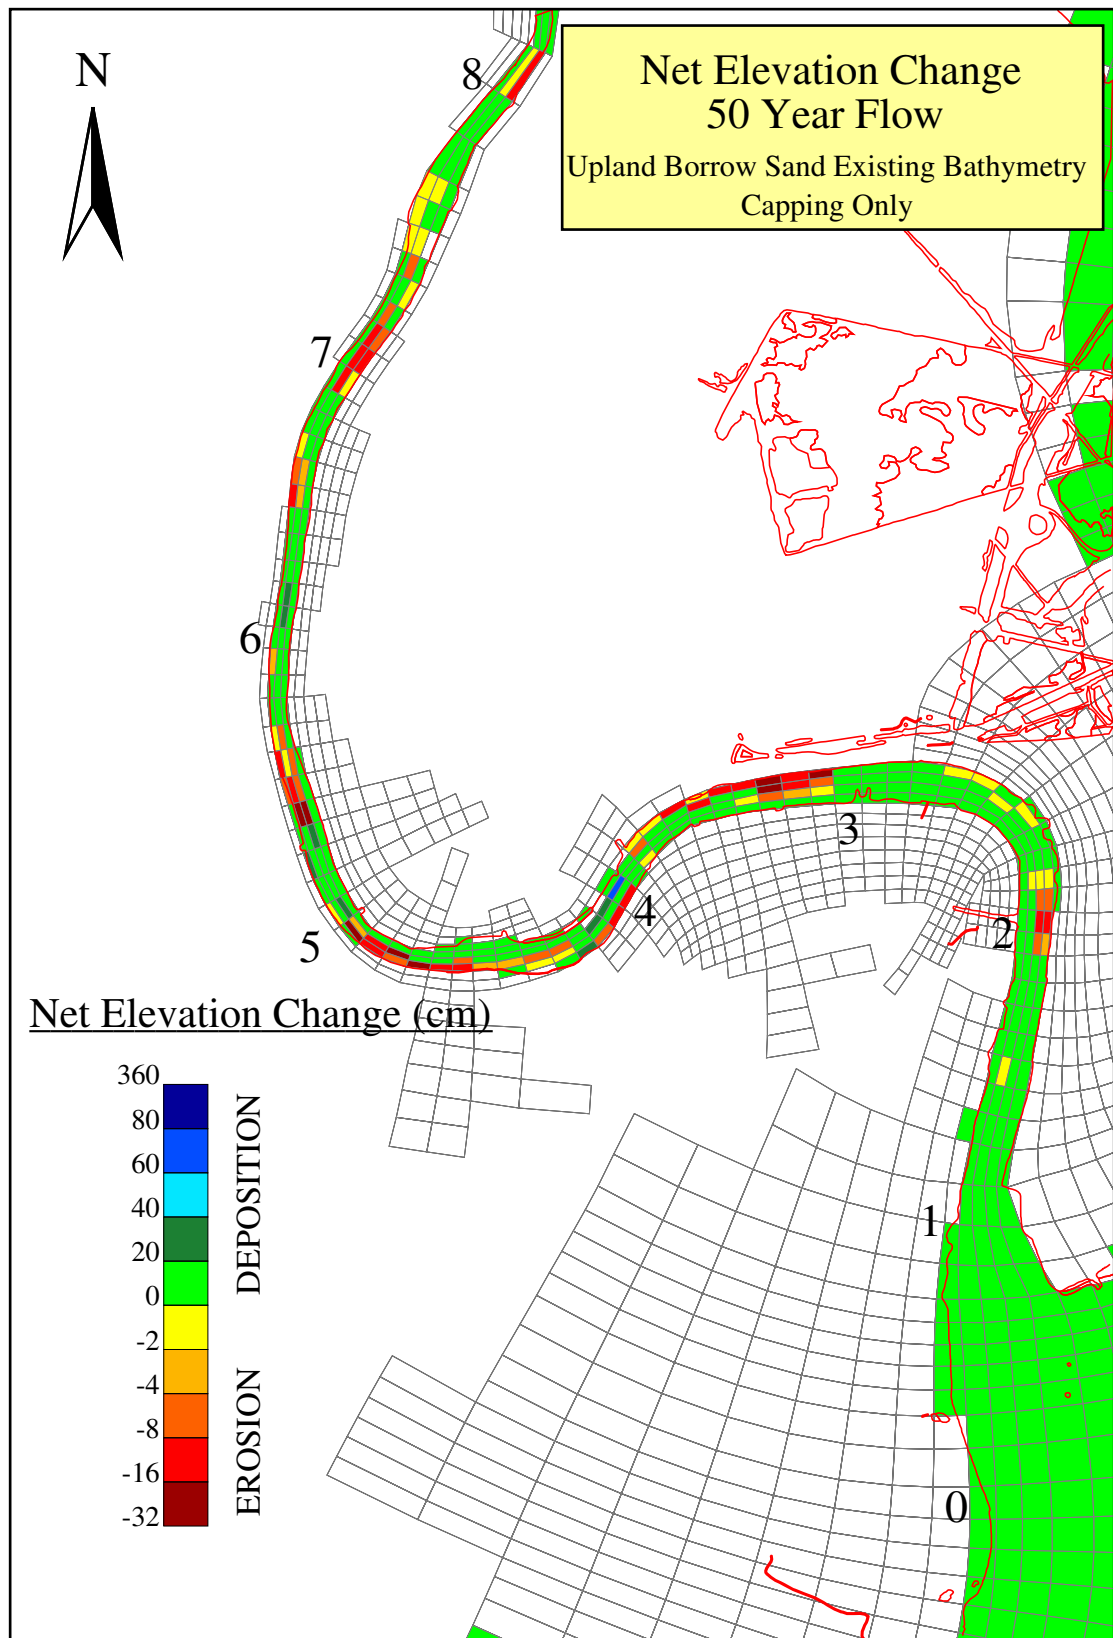 N
Net Elevation Change
50 Year Flow
Upland Borrow Sand Existing Bathymetry
Capping Only
8
7
6
5
4
3
2
1
0
Net Elevation Change (cm)
360
80
60
40
20
0
-2
-4
-8
-16
-32
DEPOSITION
EROSION